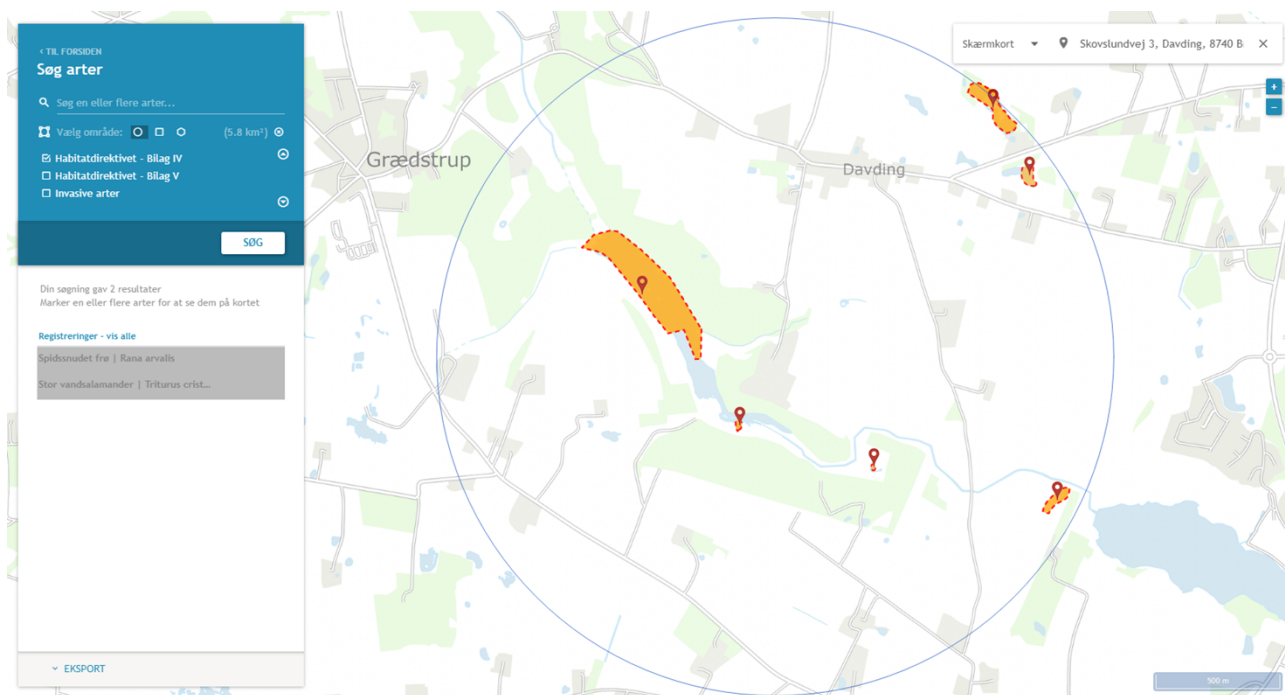 ‹ TIL FORSIDEN
Søg arter
Søg en eller flere arter...
Vælg område: (5.8 km²)
Habitatdirektivet - Bilag IV
Habitatdirektivet - Bilag V
Invasive arter
SØG
Din søgning gav 2 resultater
Marker en eller flere arter for at se dem på kortet
Registreringer - vis alle
Spidssnudet frø | Rana arvalis
Stor vandsalamander | Triturus crist...
EKSPORT
Skærmkort
Skovslundvej 3, Davding, 8740 B
+
−
Grædstrup
Davding
500 m